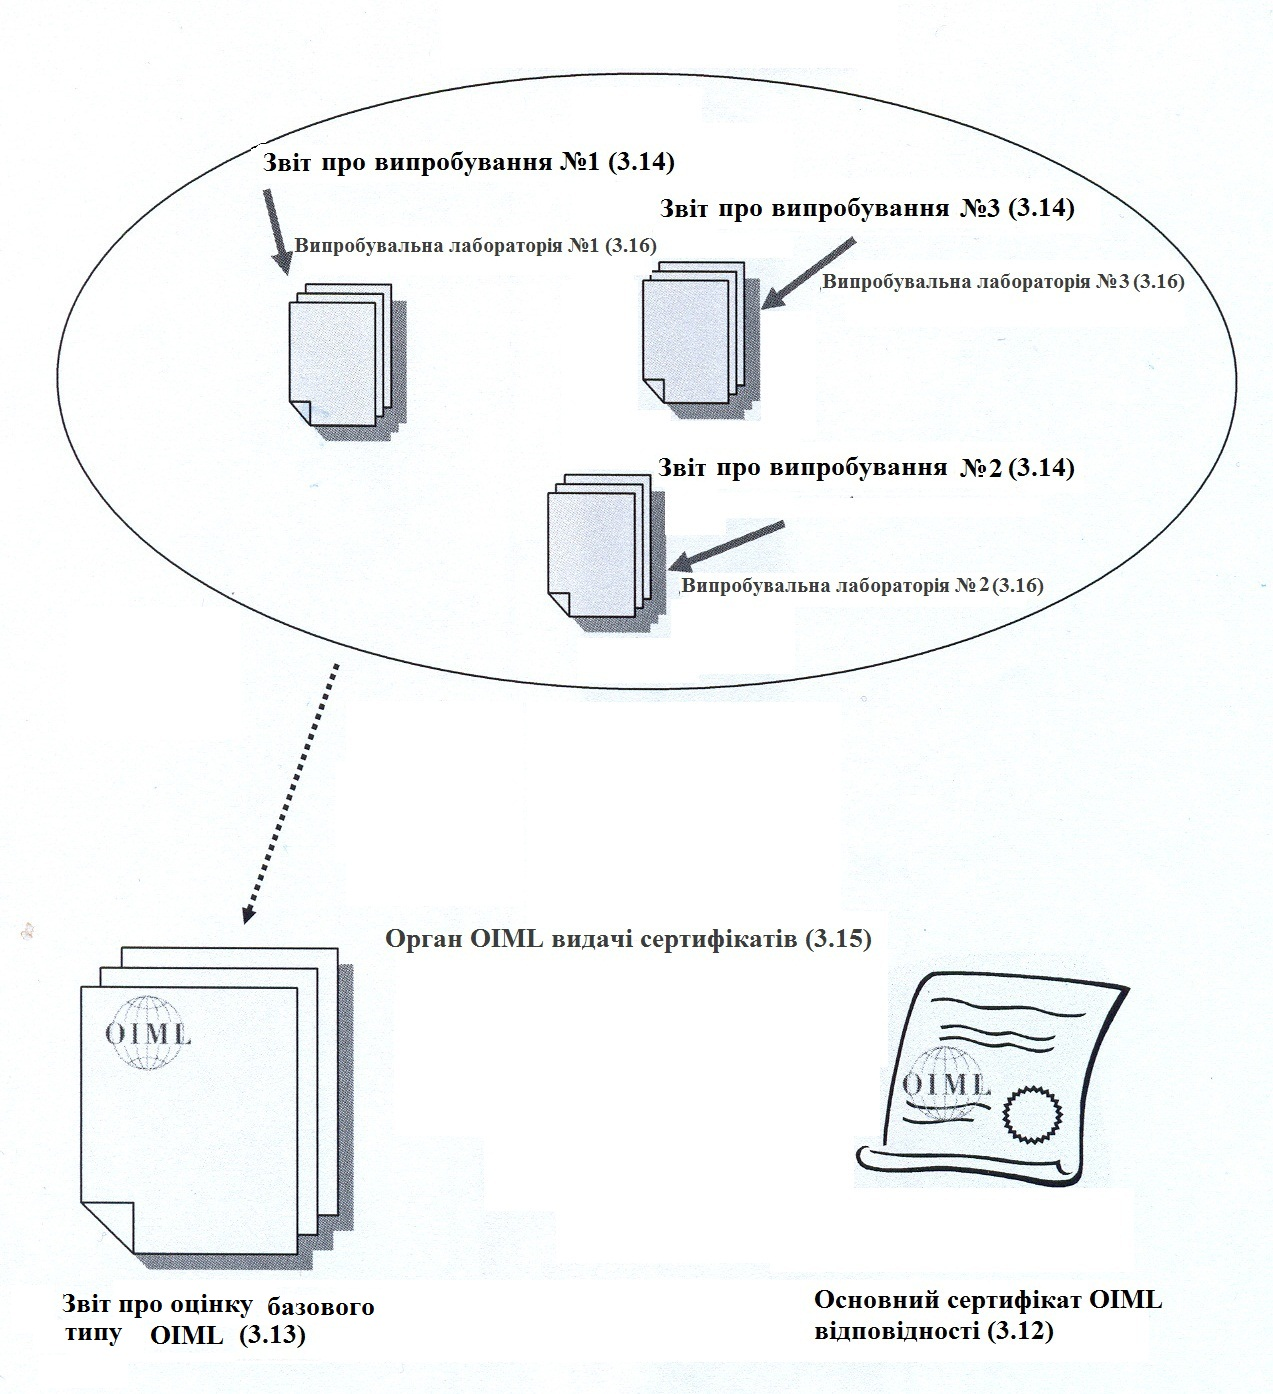 Звіт про випробування №1 (3.14)
Звіт про випробування №3 (3.14)
Випробувальна лабораторія №1 (3.16)
Випробувальна лабораторія №3 (3.16)
Звіт про випробування №2 (3.14)
Випробувальна лабораторія №2 (3.16)
Орган OIML видачі сертифікатів (3.15)
OIML
OIML
Звіт про оцінку базового
типу OIML (3.13)
Основний сертифікат OIML
відповідності (3.12)